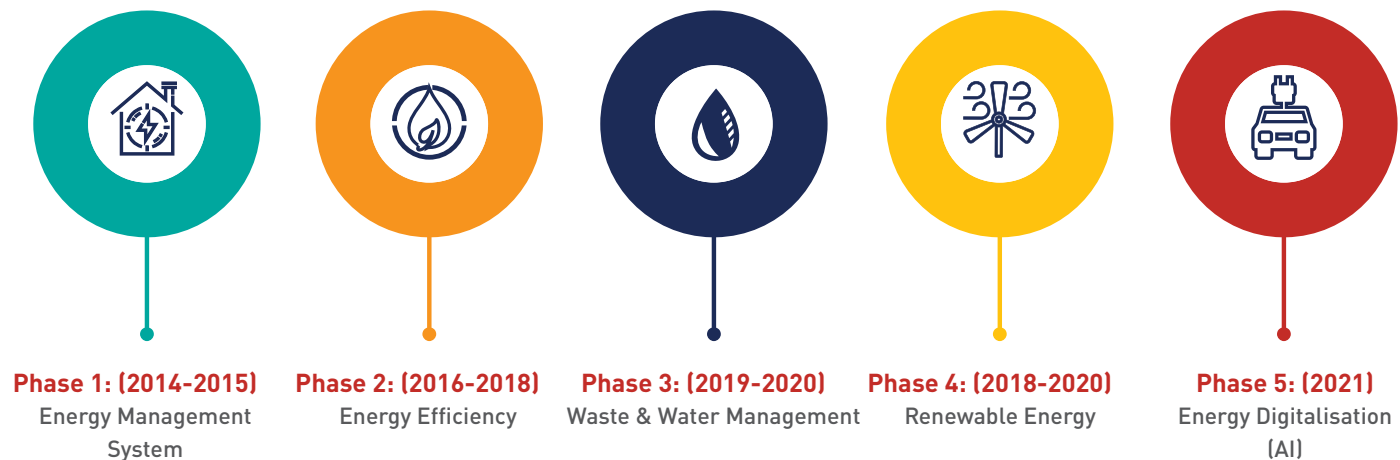 Phase 1: (2014-2015)
Energy Management
System
Phase 2: (2016-2018)
Energy Efficiency
Phase 3: (2019-2020)
Waste & Water Management
Phase 4: (2018-2020)
Renewable Energy
Phase 5: (2021)
Energy Digitalisation
(AI)